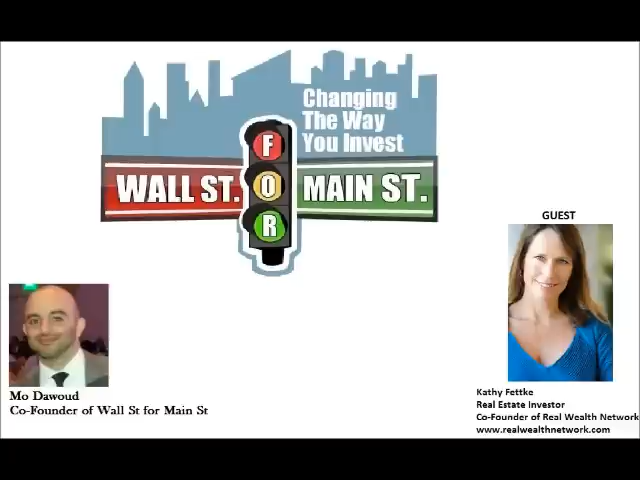 Changing
The Way
You Invest
WALL ST. FOR MAIN ST.
GUEST
Mo Dawoud
Co-Founder of Wall St for Main St
Kathy Fettke
Real Estate Investor
Co-Founder of Real Wealth Network
www.realwealthnetwork.com